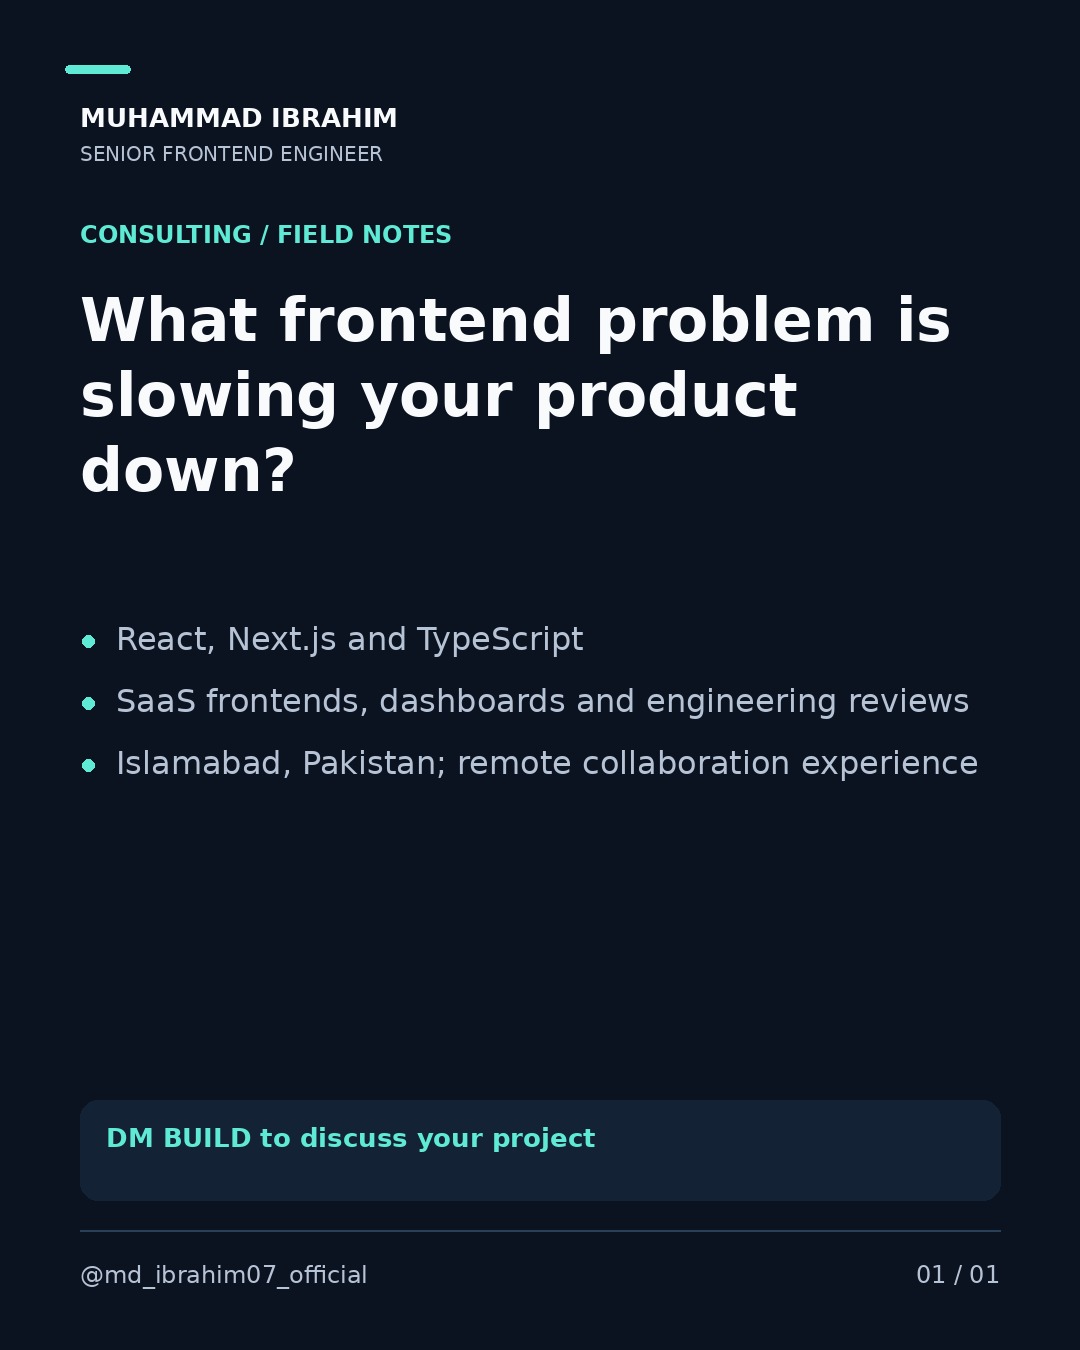 MUHAMMAD IBRAHIM
SENIOR FRONTEND ENGINEER
CONSULTING / FIELD NOTES
What frontend problem is
slowing your product
down?
React, Next.js and TypeScript
SaaS frontends, dashboards and engineering reviews
Islamabad, Pakistan; remote collaboration experience
DM BUILD to discuss your project
@md_ibrahim07_official
01 / 01